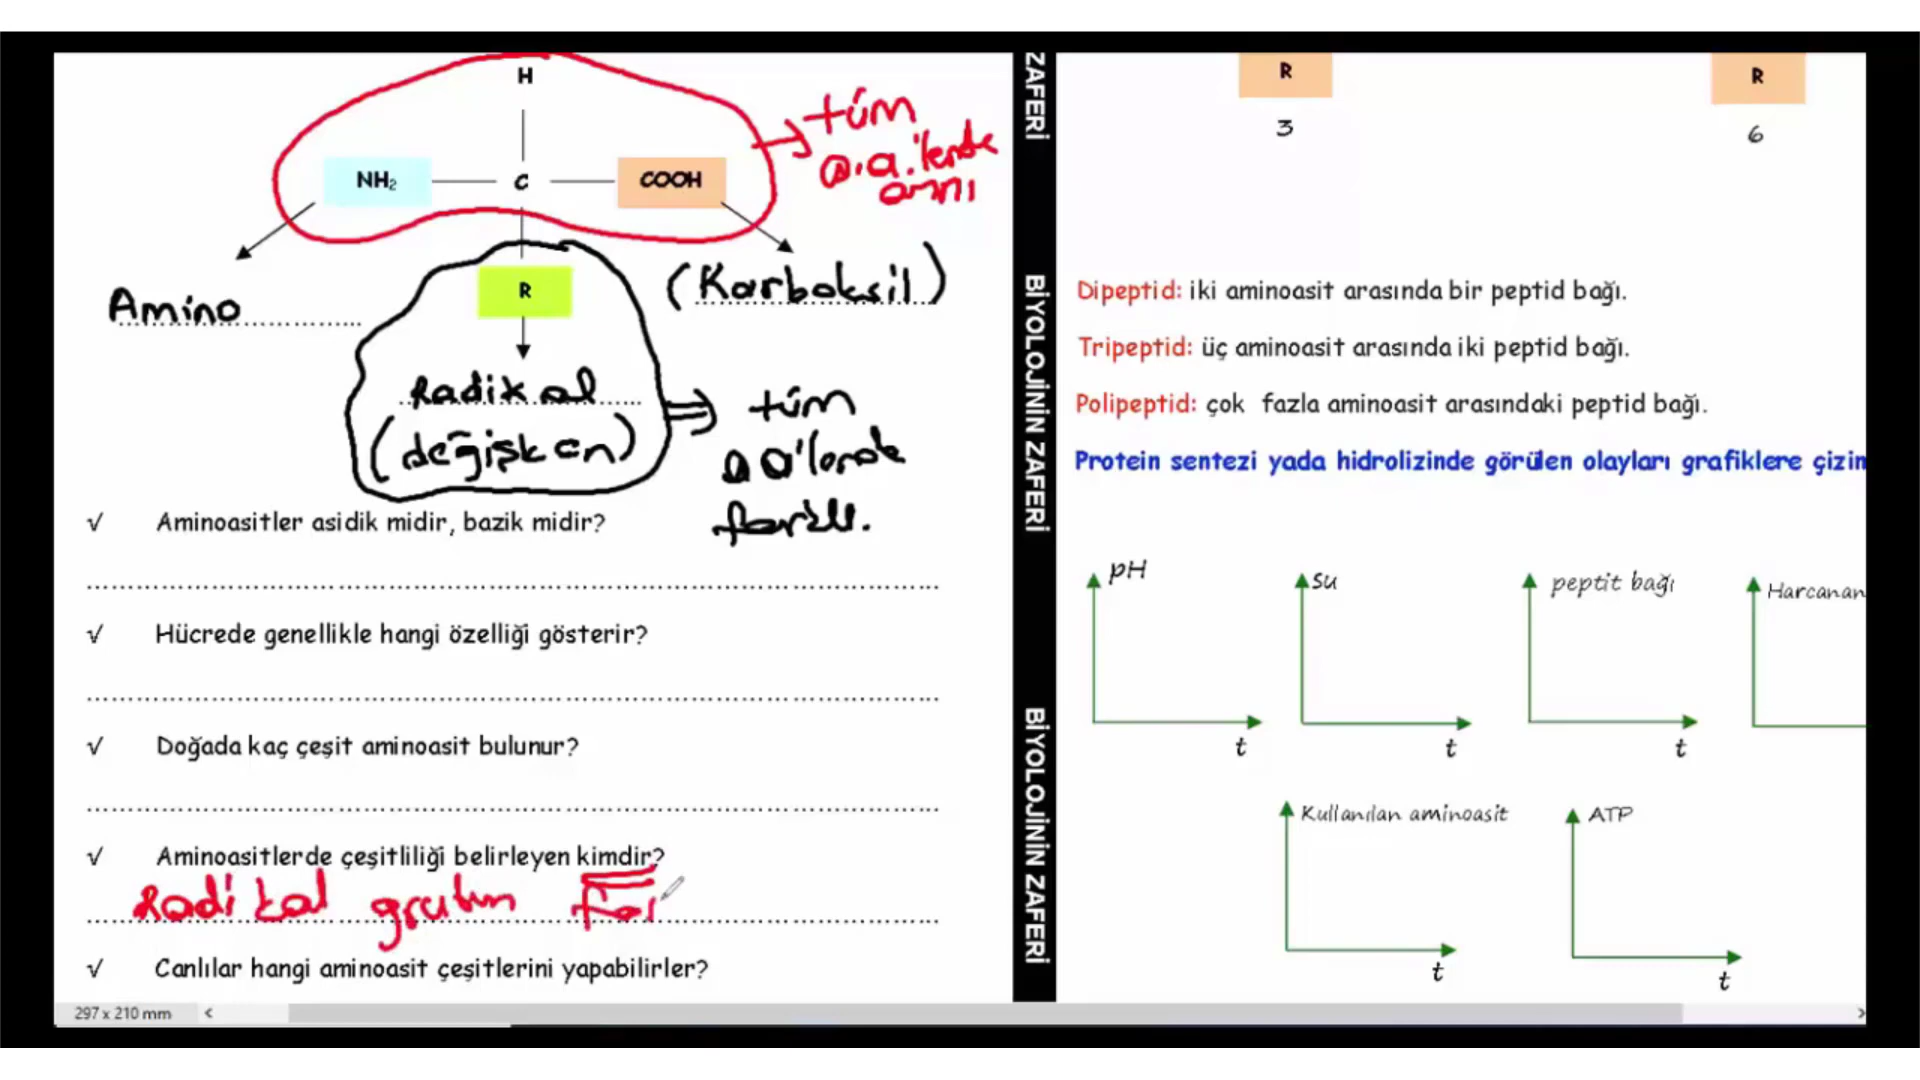 H
NH₂ C COOH
tüm
a.a.'lerde
aynı
R
Amino
(Karboksil)
Radikal
(değişken)
tüm
a a'lerde
farklı.
√ Aminoasitler asidik midir, bazik midir?
√ Hücrede genellikle hangi özelliği gösterir?
√ Doğada kaç çeşit aminoasit bulunur?
√ Aminoasitlerde çeşitliliği belirleyen kimdir?
Radikal
√ Canlılar hangi aminoasit çeşitlerini yapabilirler?
297 x 210 mm
ZAFERİ
BİYOLOJİNİN ZAFERİ
BİYOLOJİNİN ZAFERİ
R R
3 6
Dipeptid: iki aminoasit arasında bir peptid bağı.
Tripeptid: üç aminoasit arasında iki peptid bağı.
Polipeptid: çok fazla aminoasit arasındaki peptid bağı.
Protein sentezi yada hidrolizinde görülen olayları grafiklere çizin
pH
t
su
t
peptit bağı
t
Harcanan
Kullanılan aminoasit
t
ATP
t